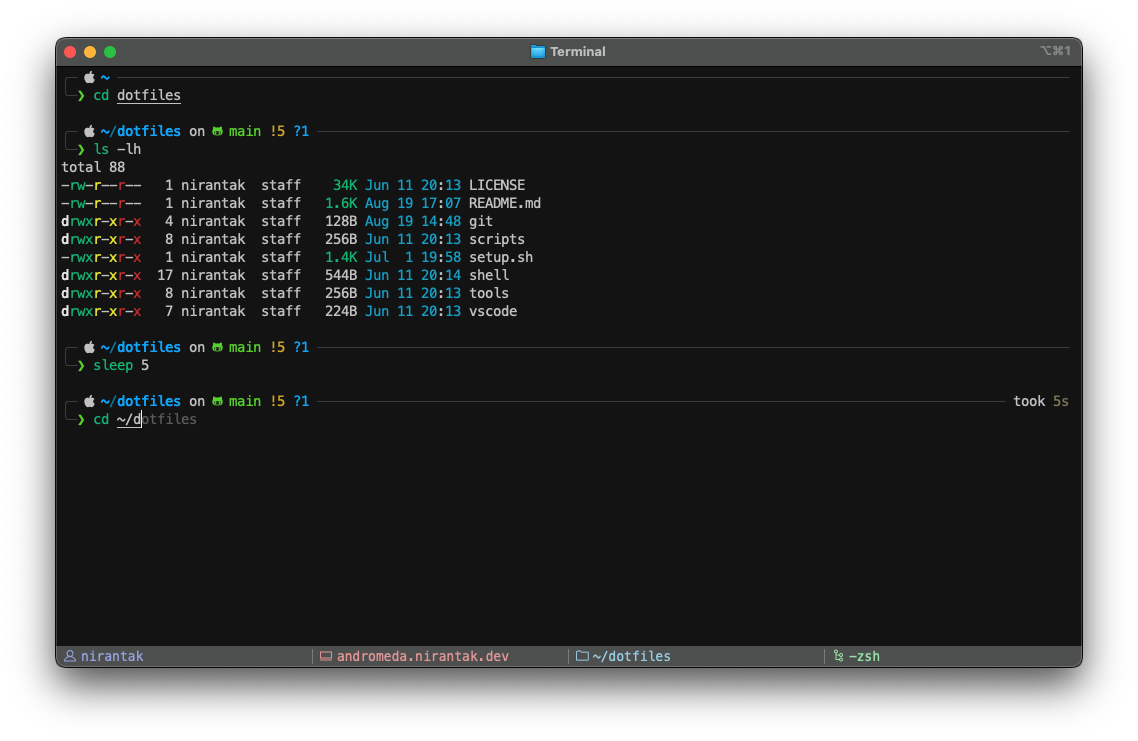 Terminal
⌥⌘1
~
❯ cd dotfiles
~/dotfiles on main !5 ?1
❯ ls -lh
total 88
-rw-r--r-- 1 nirantak staff 34K Jun 11 20:13 LICENSE
-rw-r--r-- 1 nirantak staff 1.6K Aug 19 17:07 README.md
drwxr-xr-x 4 nirantak staff 128B Aug 19 14:48 git
drwxr-xr-x 8 nirantak staff 256B Jun 11 20:13 scripts
-rwxr-xr-x 1 nirantak staff 1.4K Jul 1 19:58 setup.sh
drwxr-xr-x 17 nirantak staff 544B Jun 11 20:14 shell
drwxr-xr-x 8 nirantak staff 256B Jun 11 20:13 tools
drwxr-xr-x 7 nirantak staff 224B Jun 11 20:13 vscode
~/dotfiles on main !5 ?1
❯ sleep 5
~/dotfiles on main !5 ?1 took 5s
❯ cd ~/dotfiles
nirantak andromeda.nirantak.dev ~/dotfiles -zsh